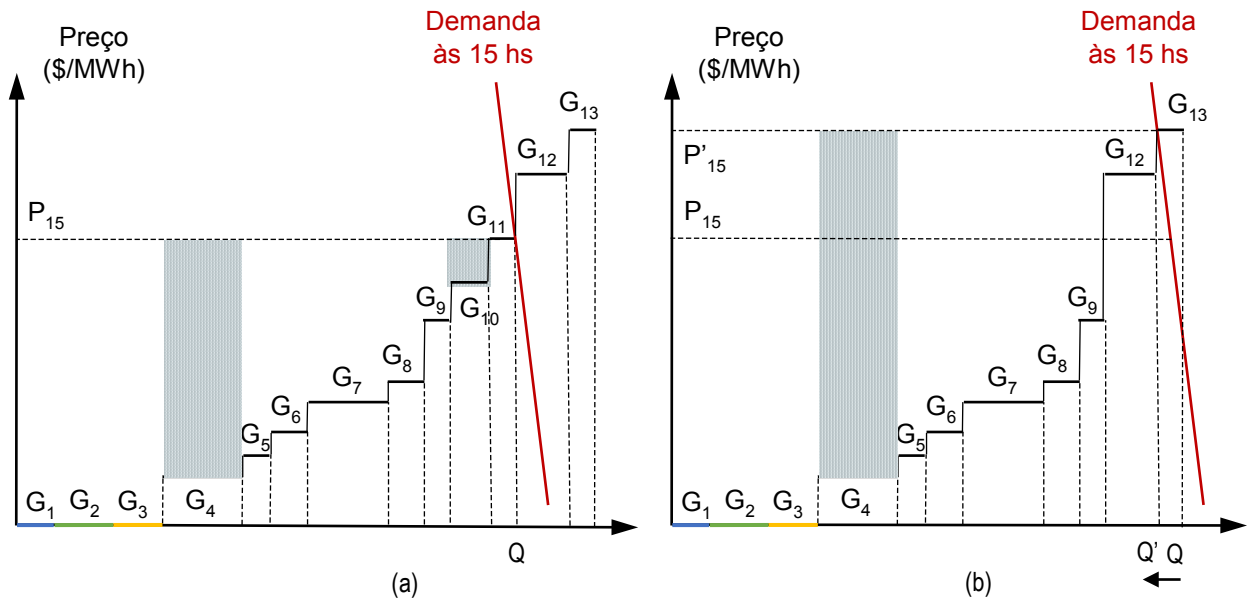 Preço
($/MWh)
Demanda
às 15 hs
P₁₅
G₁
G₂
G₃
G₄
G₅
G₆
G₇
G₈
G₉
G₁₀
G₁₁
G₁₂
G₁₃
Q
(a)
Preço
($/MWh)
Demanda
às 15 hs
P'₁₅
P₁₅
G₁
G₂
G₃
G₄
G₅
G₆
G₇
G₈
G₉
G₁₂
G₁₃
Q' Q
(b)